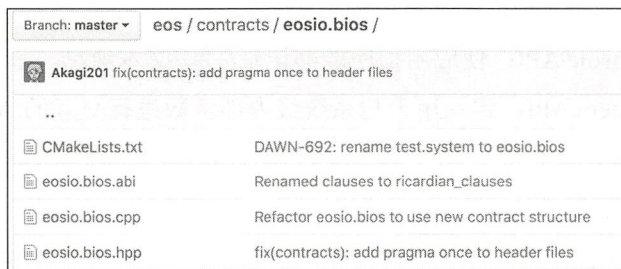 Branch: master ▾ eos / contracts / eosio.bios /
Akagi201 fix(contracts): add pragma once to header files
..
CMakeLists.txt DAWN-692: rename test.system to eosio.bios
eosio.bios.abi Renamed clauses to ricardian_clauses
eosio.bios.cpp Refactor eosio.bios to use new contract structure
eosio.bios.hpp fix(contracts): add pragma once to header files